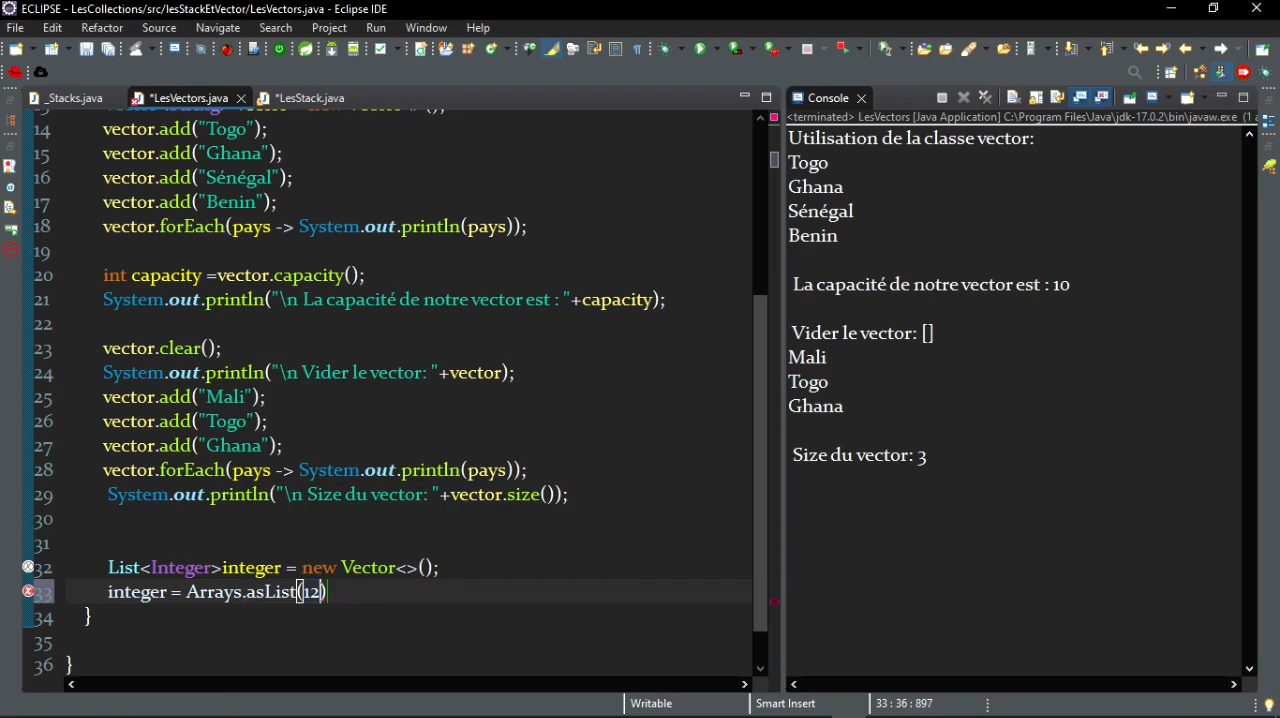 ECLIPSE - LesCollections/src/lesStackEtVector/LesVectors.java - Eclipse IDE
File Edit Refactor Source Navigate Search Project Run Window Help
_Stacks.java *LesVectors.java *LesStack.java
14 vector.add("Togo");
15 vector.add("Ghana");
16 vector.add("Sénégal");
17 vector.add("Benin");
18 vector.forEach(pays -> System.out.println(pays));
19
20 int capacity =vector.capacity();
21 System.out.println("\n La capacité de notre vector est : "+capacity);
22
23 vector.clear();
24 System.out.println("\n Vider le vector: "+vector);
25 vector.add("Mali");
26 vector.add("Togo");
27 vector.add("Ghana");
28 vector.forEach(pays -> System.out.println(pays));
29 System.out.println("\n Size du vector: "+vector.size());
30
31
32 List<Integer>integer = new Vector<>();
33 integer = Arrays.asList(12)
34 }
35
36 }
Console
<terminated> LesVectors [Java Application] C:\Program Files\Java\jdk-17.0.2\bin\javaw.exe (1 a
Utilisation de la classe vector:
Togo
Ghana
Sénégal
Benin
La capacité de notre vector est : 10
Vider le vector: []
Mali
Togo
Ghana
Size du vector: 3
Writable Smart Insert 33 : 36 : 897